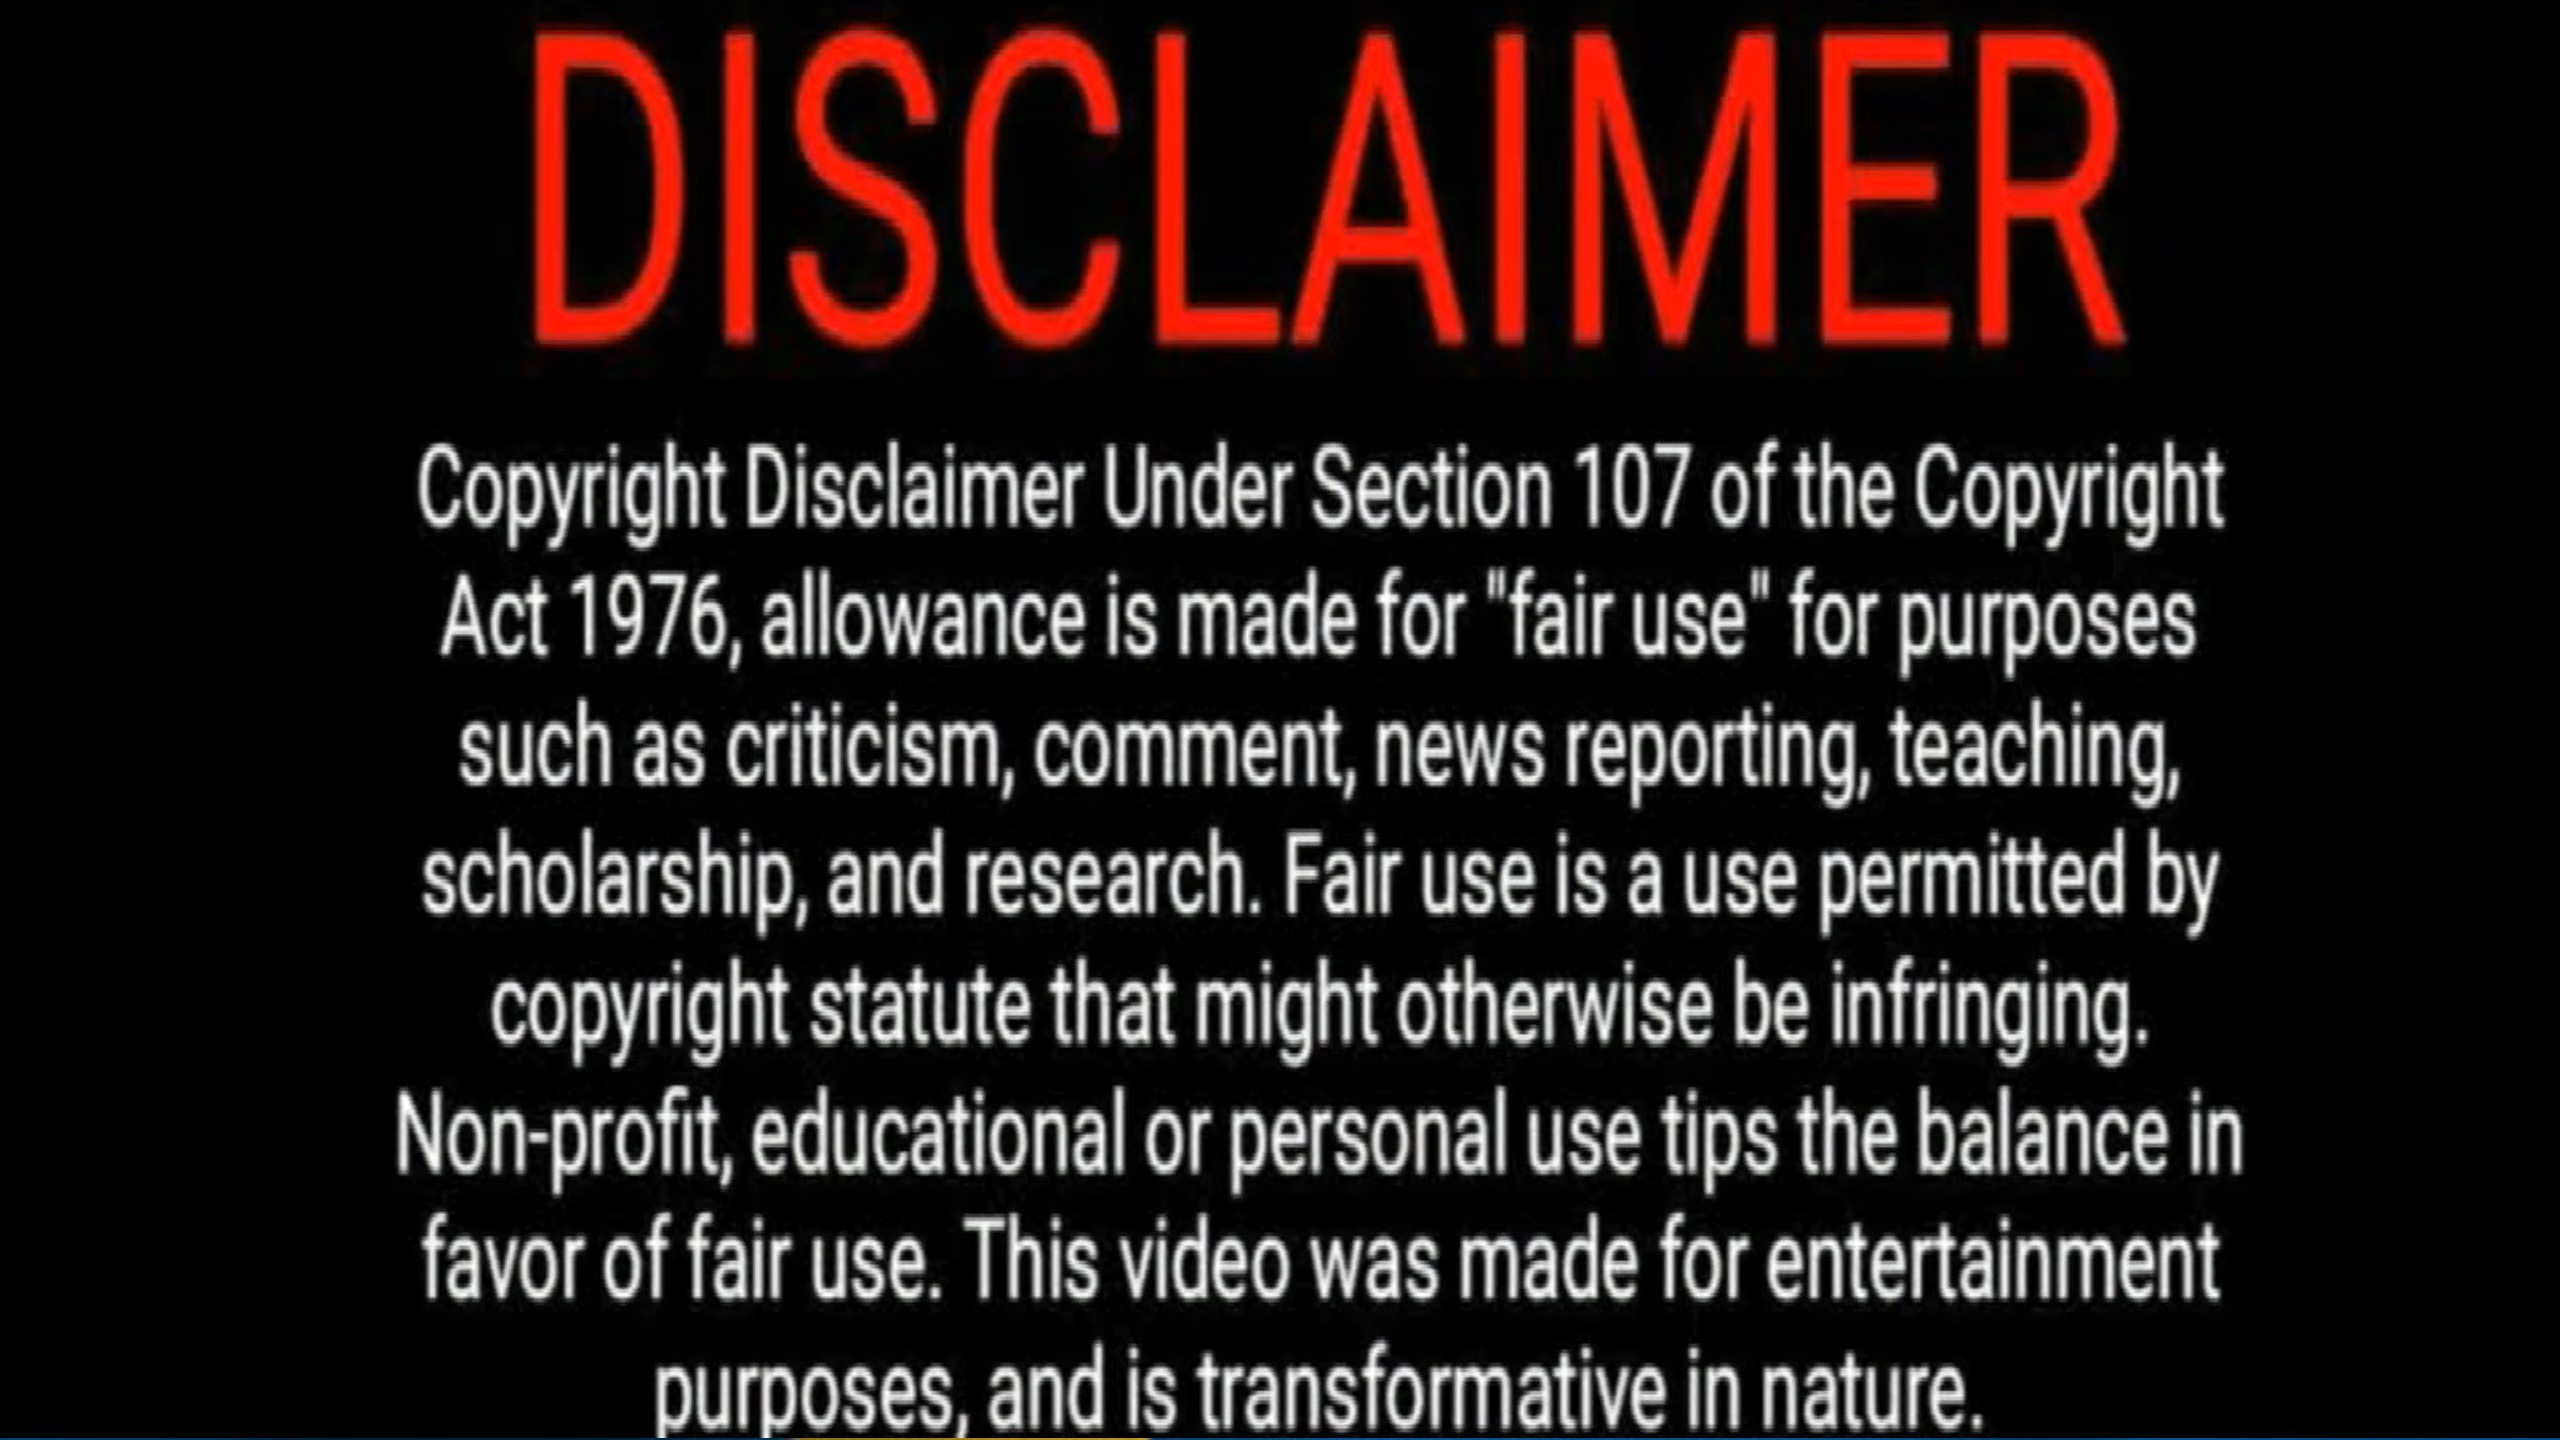 DISCLAIMER
Copyright Disclaimer Under Section 107 of the Copyright
Act 1976, allowance is made for "fair use" for purposes
such as criticism, comment, news reporting, teaching,
scholarship, and research. Fair use is a use permitted by
copyright statute that might otherwise be infringing.
Non-profit, educational or personal use tips the balance in
favor of fair use. This video was made for entertainment
purposes, and is transformative in nature.